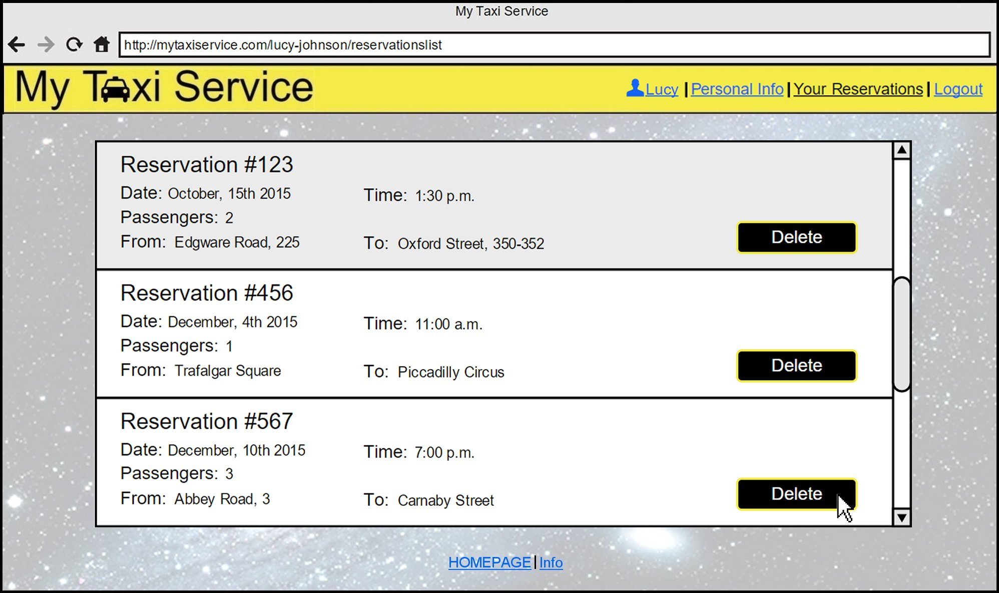 My Taxi Service
http://mytaxiservice.com/lucy-johnson/reservationslist
My Taxi Service
Lucy | Personal Info | Your Reservations | Logout
Reservation #123
Date: October, 15th 2015 Time: 1:30 p.m.
Passengers: 2
From: Edgware Road, 225 To: Oxford Street, 350-352
Delete
Reservation #456
Date: December, 4th 2015 Time: 11:00 a.m.
Passengers: 1
From: Trafalgar Square To: Piccadilly Circus
Delete
Reservation #567
Date: December, 10th 2015 Time: 7:00 p.m.
Passengers: 3
From: Abbey Road, 3 To: Carnaby Street
Delete
HOMEPAGE | Info